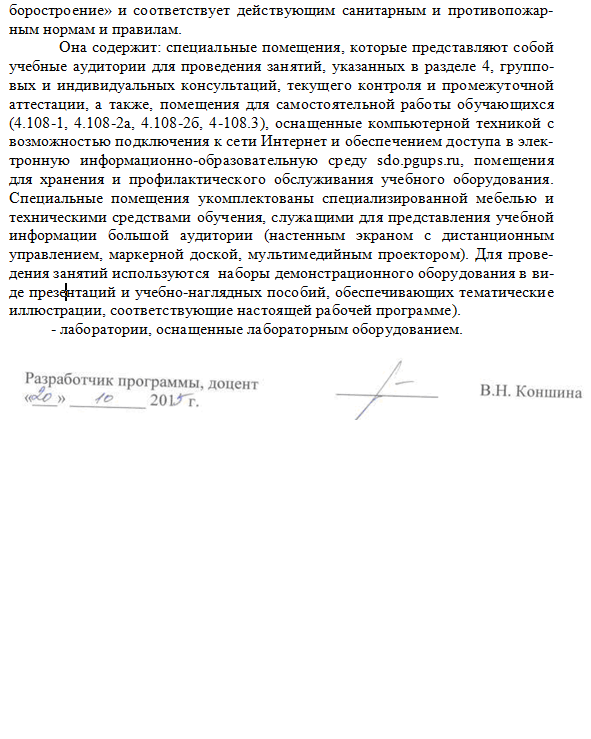 боростроение» и соответствует действующим санитарным и противопожар-
ным нормам и правилам.
Она содержит: специальные помещения, которые представляют собой
учебные аудитории для проведения занятий, указанных в разделе 4, группо-
вых и индивидуальных консультаций, текущего контроля и промежуточной
аттестации, а также, помещения для самостоятельной работы обучающихся
(4.108-1, 4.108-2а, 4.108-2б, 4-108.3), оснащенные компьютерной техникой с
возможностью подключения к сети Интернет и обеспечением доступа в элек-
тронную информационно-образовательную среду sdo.pgups.ru, помещения
для хранения и профилактического обслуживания учебного оборудования.
Специальные помещения укомплектованы специализированной мебелью и
техническими средствами обучения, служащими для представления учебной
информации большой аудитории (настенным экраном с дистанционным
управлением, маркерной доской, мультимедийным проектором). Для прове-
дения занятий используются наборы демонстрационного оборудования в ви-
де презентаций и учебно-наглядных пособий, обеспечивающих тематические
иллюстрации, соответствующие настоящей рабочей программе).
- лаборатории, оснащенные лабораторным оборудованием.
Разработчик программы, доцент В.Н. Коншина
«20» 10 2015 г.